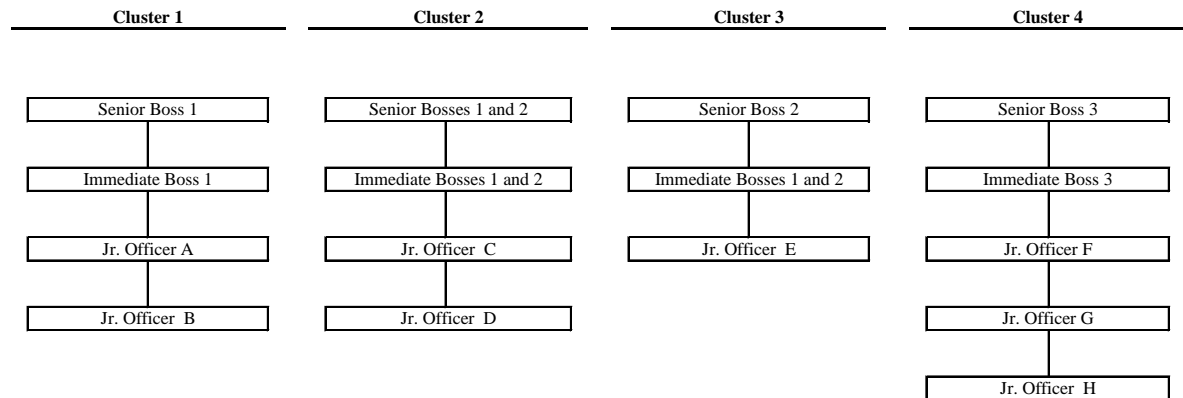 Cluster 1
Cluster 2
Cluster 3
Cluster 4
Senior Boss 1
Senior Bosses 1 and 2
Senior Boss 2
Senior Boss 3
Immediate Boss 1
Immediate Bosses 1 and 2
Immediate Bosses 1 and 2
Immediate Boss 3
Jr. Officer A
Jr. Officer C
Jr. Officer E
Jr. Officer F
Jr. Officer B
Jr. Officer D
Jr. Officer G
Jr. Officer H